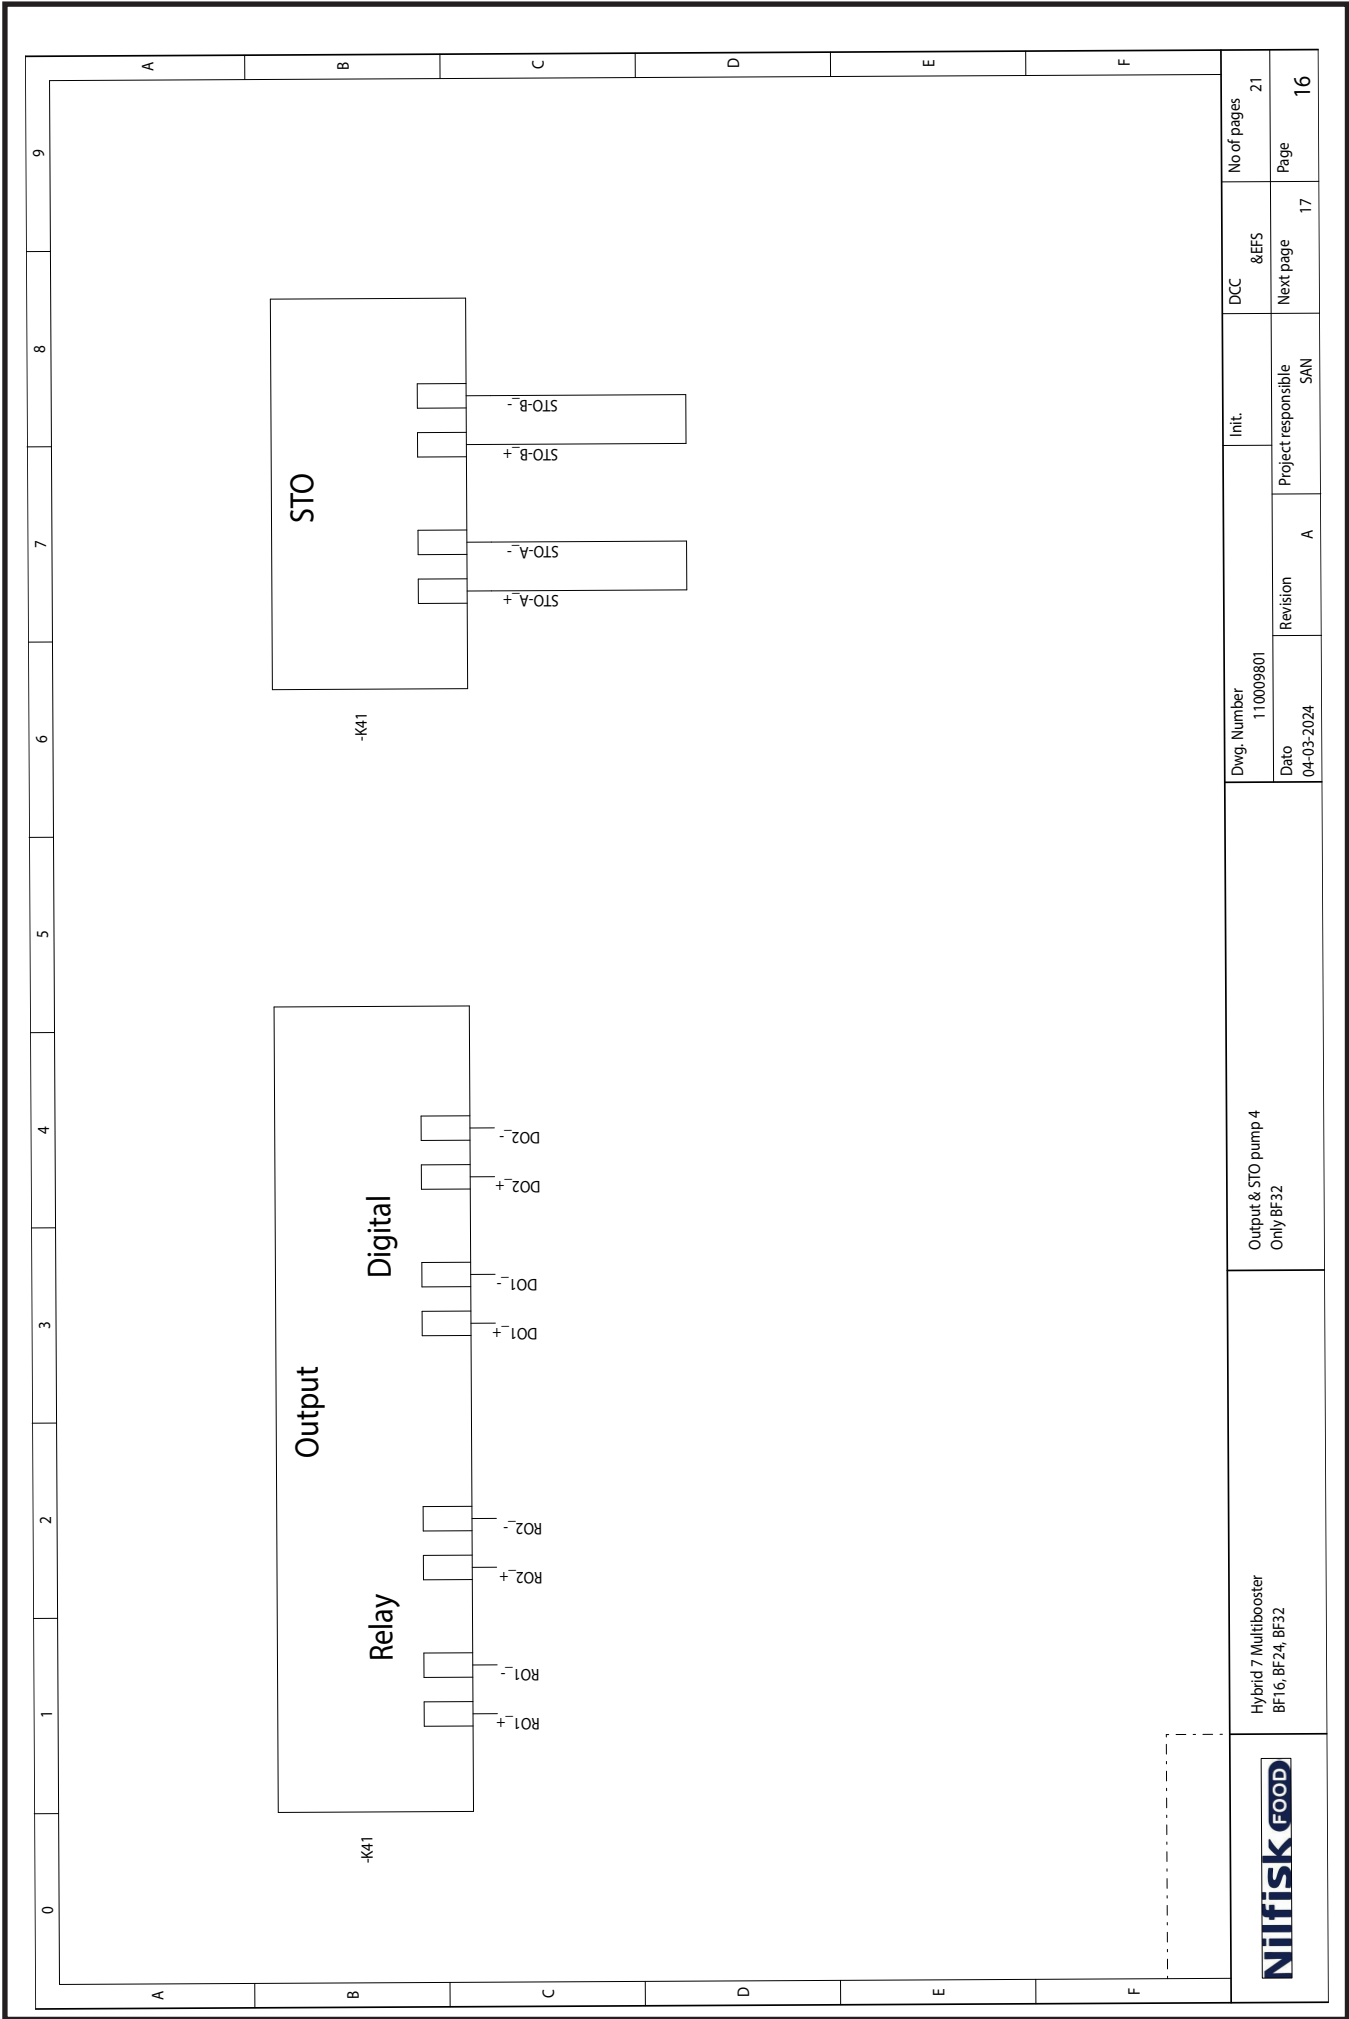 0 1 2 3 4 5 6 7 8 9
A
B
C
D
E
F
A
B
C
D
E
F
-K41
Output
Relay
Digital
RO1_+
RO1_-
RO2_+
RO2_-
DO1_+
DO1_-
DO2_+
DO2_-
-K41
STO
STO-A_+
STO-A_-
STO-B_+
STO-B_-
Nilfisk FOOD
Hybrid 7 Multibooster
BF16, BF24, BF32
Output & STO pump 4
Only BF32
Dwg. Number
110009801
Init.
DCC
&EFS
No of pages
21
Dato
04-03-2024
Revision
A
Project responsible
SAN
Next page
17
Page
16